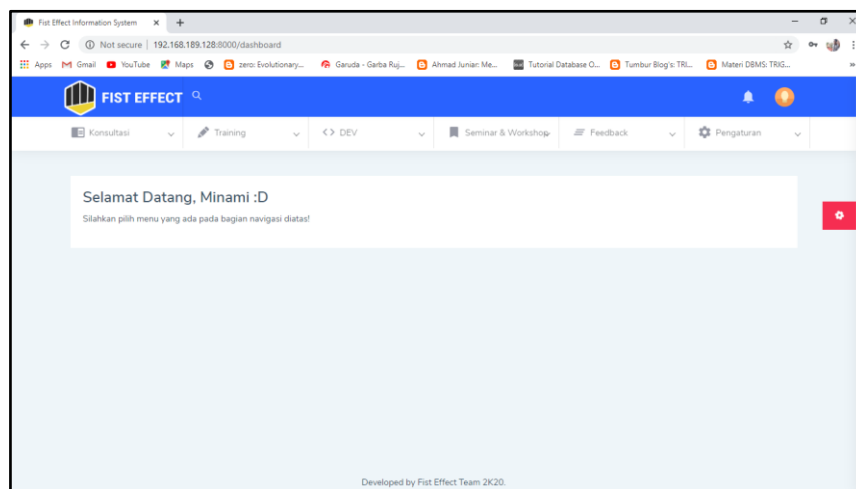 Fist Effect Information System
Not secure | 192.168.189.128:8000/dashboard
Apps Gmail YouTube Maps zero: Evolutionary... Garuda - Garba Ruj... Ahmad Juniar: Me... Tutorial Database O... Tumbur Blog's: TRI... Materi DBMS: TRIG...
FIST EFFECT
Konsultasi Training <> DEV Seminar & Workshop Feedback Pengaturan
Selamat Datang, Minami :D
Silahkan pilih menu yang ada pada bagian navigasi diatas!
Developed by Fist Effect Team 2K20.